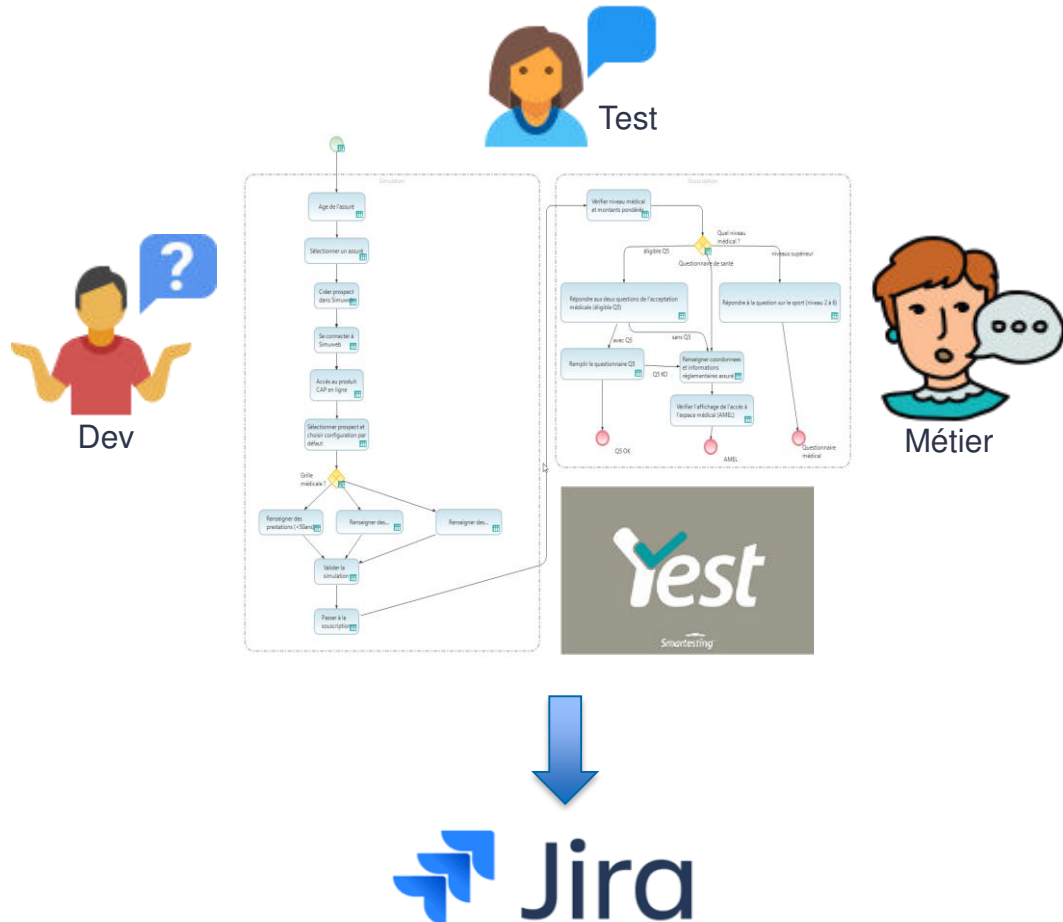 Test
Simulation
Age de l'assuré
Sélectionner un assuré
Créer prospect
dans Simuweb
Se connecter à
Simuweb
Accès au produit
CAP en ligne
Sélectionner prospect et
choisir configuration par
défaut
Grille
médicale ?
Renseigner des
prestations (<50ans)
Renseigner des...
Renseigner des...
Valider la
simulation
Passer à la
souscription
Souscription
Vérifier niveau médical
et montants pondérés
Quel niveau
médical ?
éligible QS
Questionnaire de santé
niveaux supérieur
Répondre aux deux questions de l'acceptation
médicale (éligible QS)
Répondre à la question sur le sport (niveau 2 à 6)
avec QS
sans QS
Remplir le questionnaire QS
QS KO
Renseigner coordonnées
et informations
réglementaires assuré
Vérifier l'affichage de l'accès à
l'espace médical (AMEL)
QS OK
AMEL
Questionnaire
médical
?
Dev
Métier
Yest
Smartesting
Jira